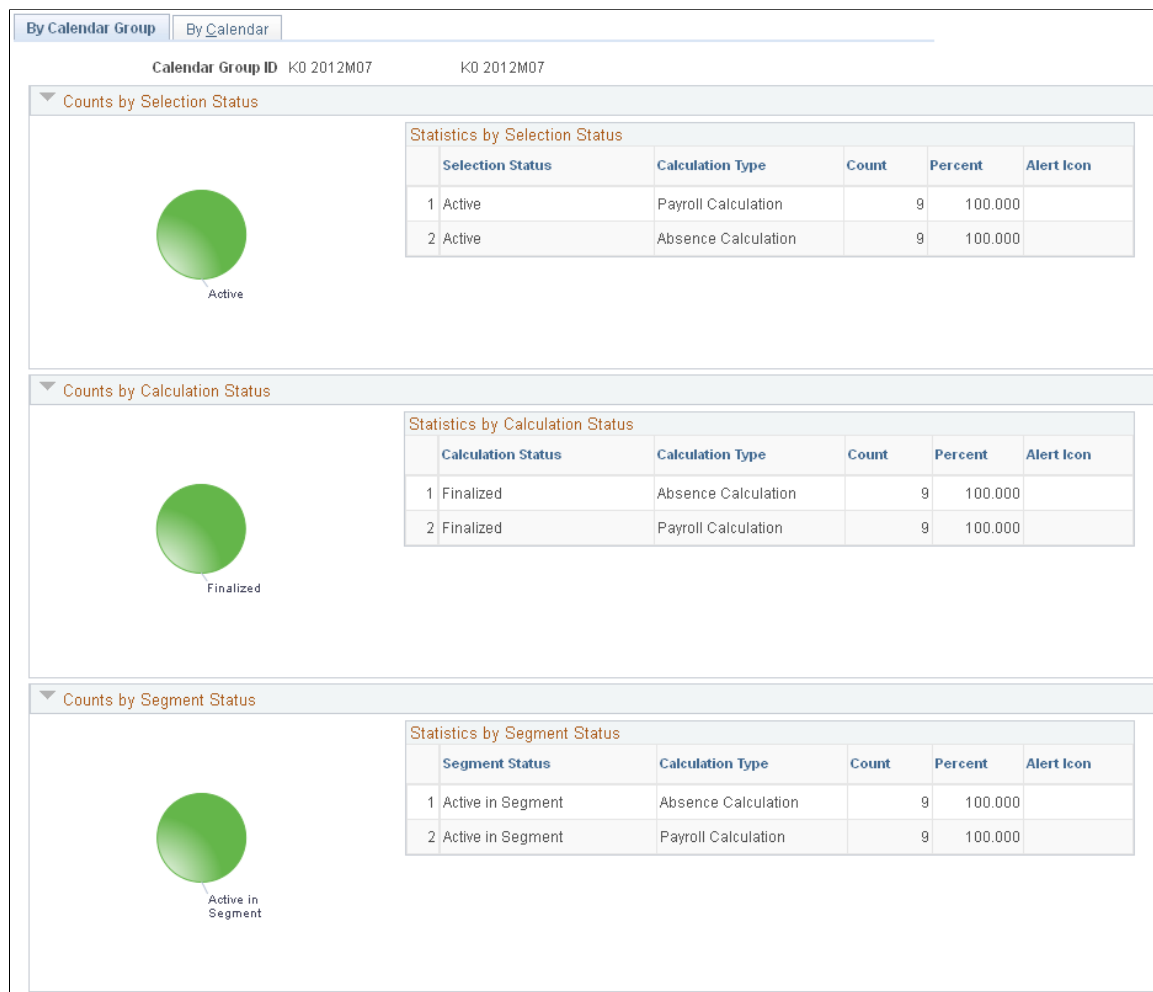 By Calendar Group By Calendar
Calendar Group ID K0 2012M07 K0 2012M07
Counts by Selection Status
Statistics by Selection Status
Selection Status Calculation Type Count Percent Alert Icon
1 Active Payroll Calculation 9 100.000
2 Active Absence Calculation 9 100.000
Active
Counts by Calculation Status
Statistics by Calculation Status
Calculation Status Calculation Type Count Percent Alert Icon
1 Finalized Absence Calculation 9 100.000
2 Finalized Payroll Calculation 9 100.000
Finalized
Counts by Segment Status
Statistics by Segment Status
Segment Status Calculation Type Count Percent Alert Icon
1 Active in Segment Absence Calculation 9 100.000
2 Active in Segment Payroll Calculation 9 100.000
Active in
Segment